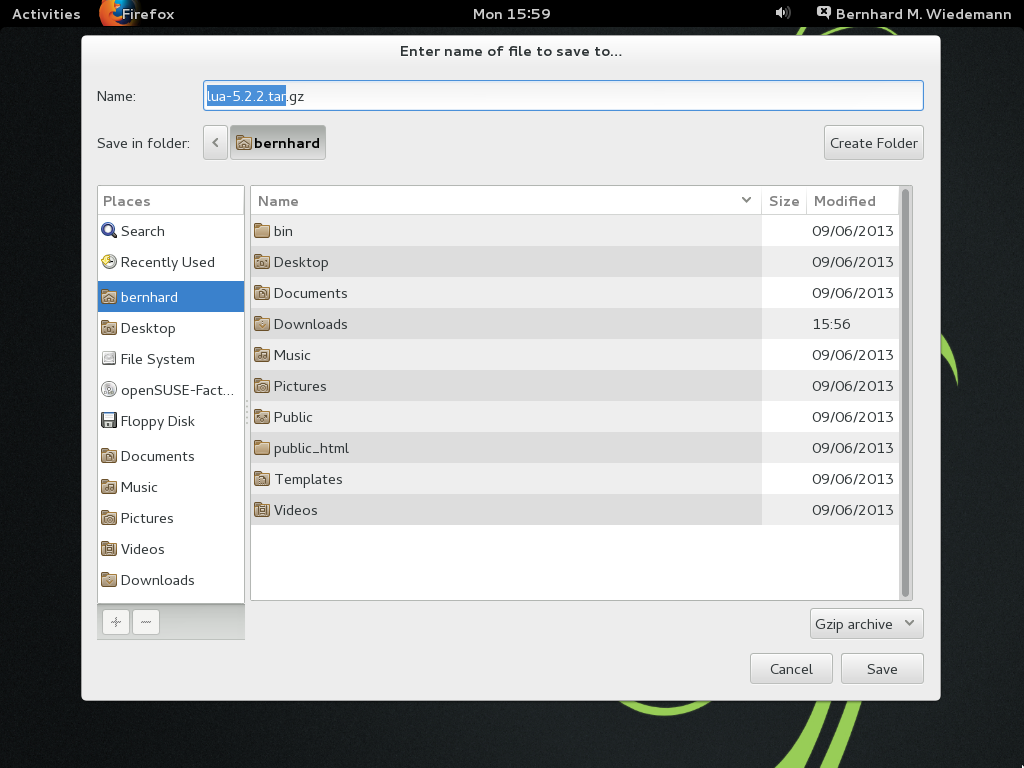 Activities Firefox Mon 15:59 Bernhard M. Wiedemann
Enter name of file to save to...
Name: lua-5.2.2.tar.gz
Save in folder: bernhard Create Folder
Places Name Size Modified
Search bin 09/06/2013
Recently Used Desktop 09/06/2013
bernhard Documents 09/06/2013
Desktop Downloads 15:56
File System Music 09/06/2013
openSUSE-Fact... Pictures 09/06/2013
Floppy Disk Public 09/06/2013
Documents public_html 09/06/2013
Music Templates 09/06/2013
Pictures Videos 09/06/2013
Videos
Downloads
Gzip archive
Cancel Save